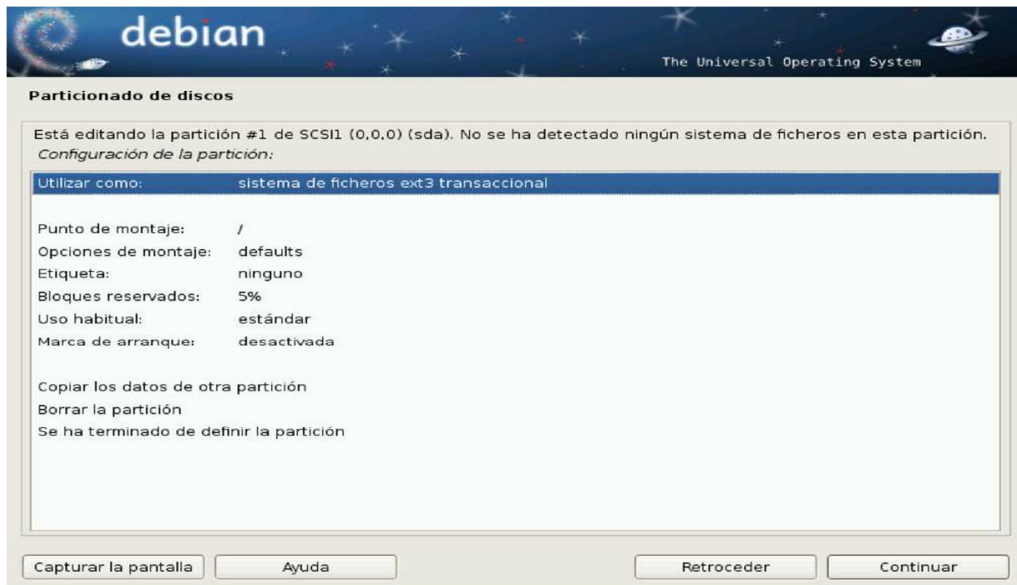 debian
The Universal Operating System
Particionado de discos
Está editando la partición #1 de SCSI1 (0,0,0) (sda). No se ha detectado ningún sistema de ficheros en esta partición.
Configuración de la partición:
Utilizar como: sistema de ficheros ext3 transaccional
Punto de montaje: /
Opciones de montaje: defaults
Etiqueta: ninguno
Bloques reservados: 5%
Uso habitual: estándar
Marca de arranque: desactivada
Copiar los datos de otra partición
Borrar la partición
Se ha terminado de definir la partición
Capturar la pantalla Ayuda Retroceder Continuar